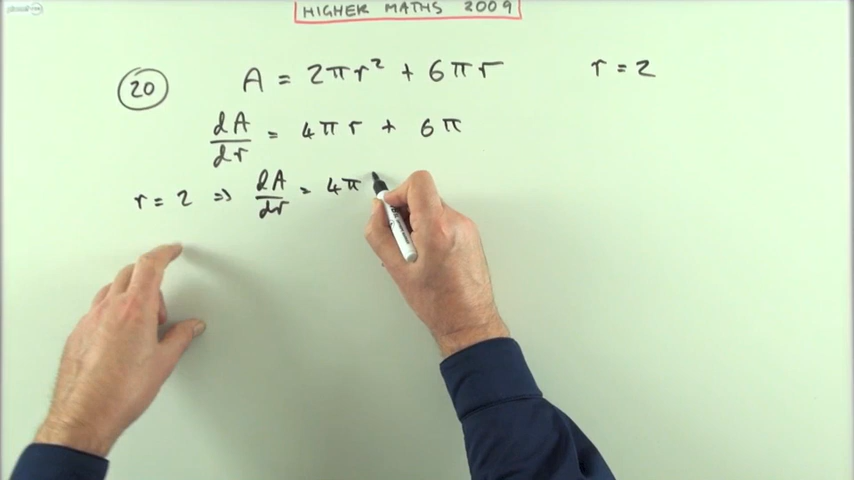 HIGHER MATHS 2009
20 A = 2πr² + 6πr r = 2
dA/dr = 4πr + 6π
r = 2 ⇒ dA/dr = 4π